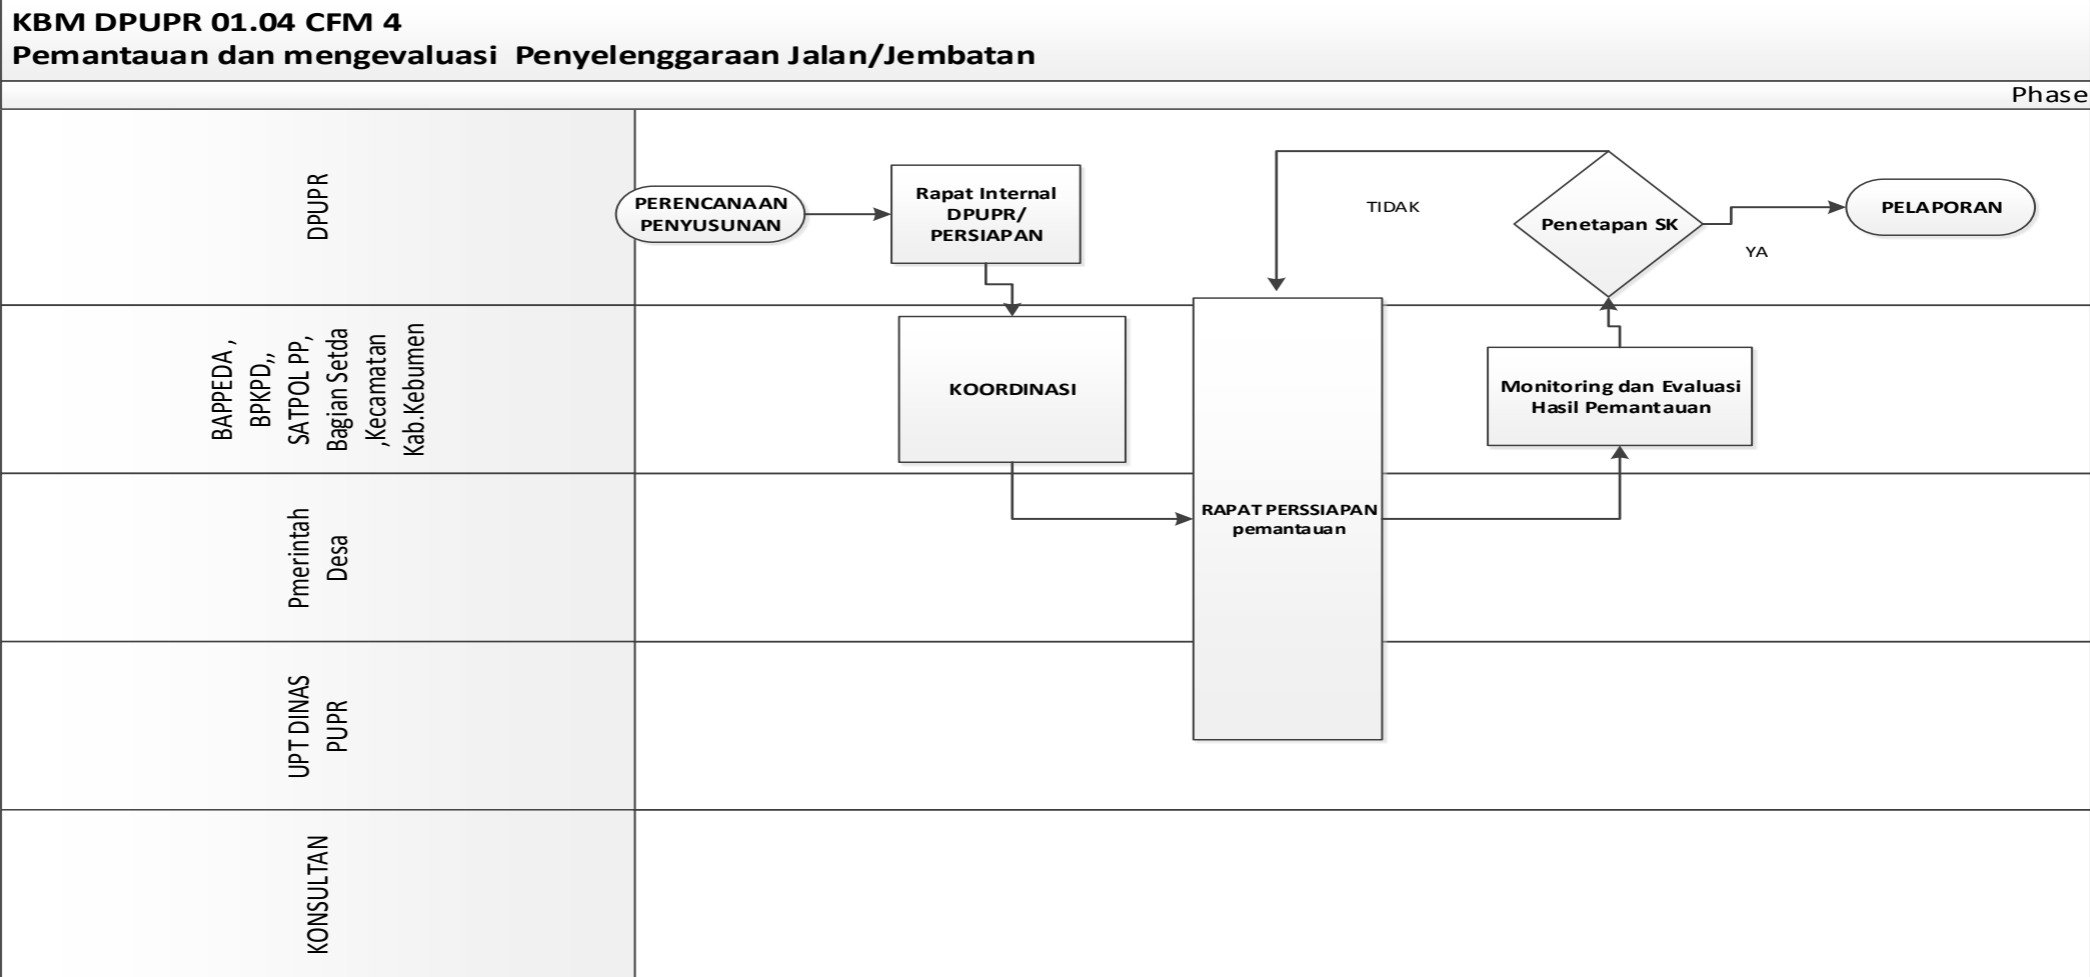 KBM DPUPR 01.04 CFM 4
Pemantauan dan mengevaluasi Penyelenggaraan Jalan/Jembatan
Phase
DPUPR
PERENCANAAN
PENYUSUNAN
Rapat Internal
DPUPR/
PERSIAPAN
TIDAK
Penetapan SK
YA
PELAPORAN
BAPPEDA ,
BPKPD,,
SATPOL PP,
Bagian Setda
,Kecamatan
Kab.Kebumen
KOORDINASI
Monitoring dan Evaluasi
Hasil Pemantauan
Pmerintah
Desa
RAPAT PERSSIAPAN
pemantauan
UPT DINAS
PUPR
KONSULTAN